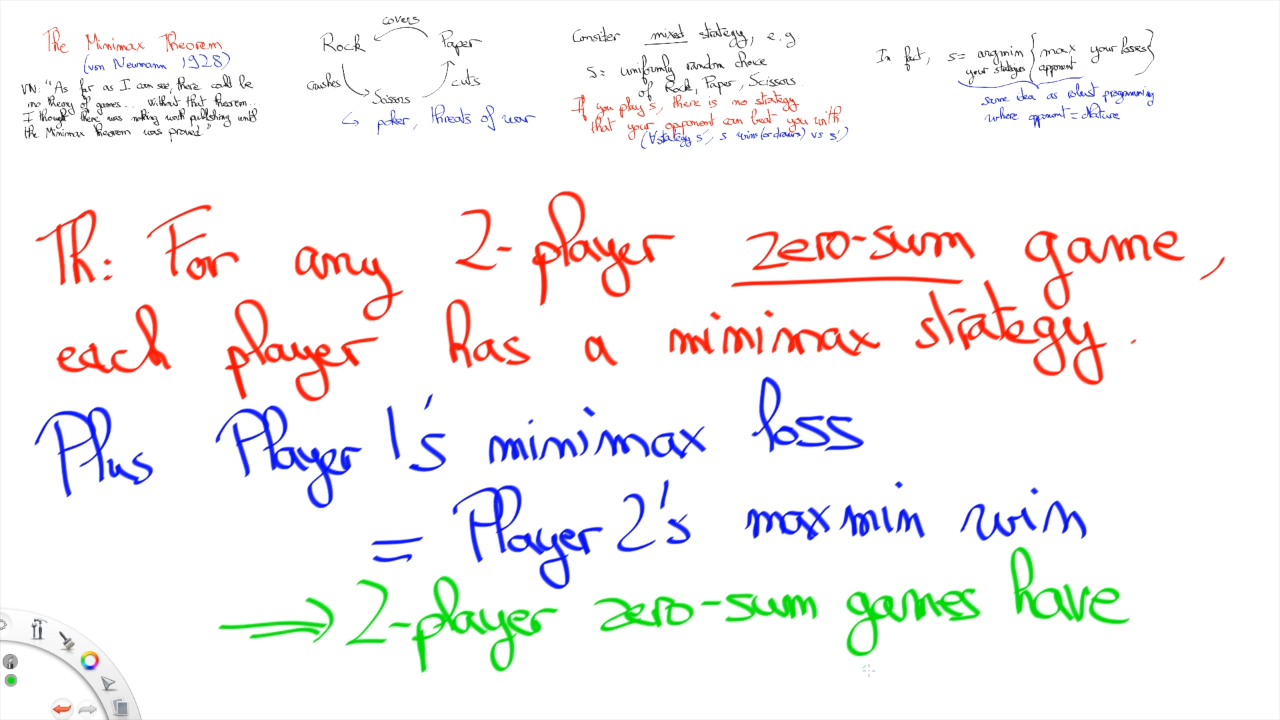 The Minimax Theorem
(von Neumann 1928)
VN: "As far as I can see, there could be
no theory of games... without that theorem...
I thought there was nothing worth publishing until
the Minimax Theorem was proved"
covers
Rock Paper
crushes cuts
Scissors
poker, threats of war
Consider mixed strategy, e.g.
S = uniformly random choice
of Rock, Paper, Scissors.
If you play s, there is no strategy
that your opponent can beat you with
(∀strategy s', s wins (or draws) vs s')
In fact, s = argmin { max your losses }
your strategies opponent
same idea as robust programming
where opponent = Nature
Th: For any 2-player zero-sum game,
each player has a minimax strategy.
Plus Player 1's minimax loss
= Player 2's maxmin win
⟹ 2-player zero-sum games have